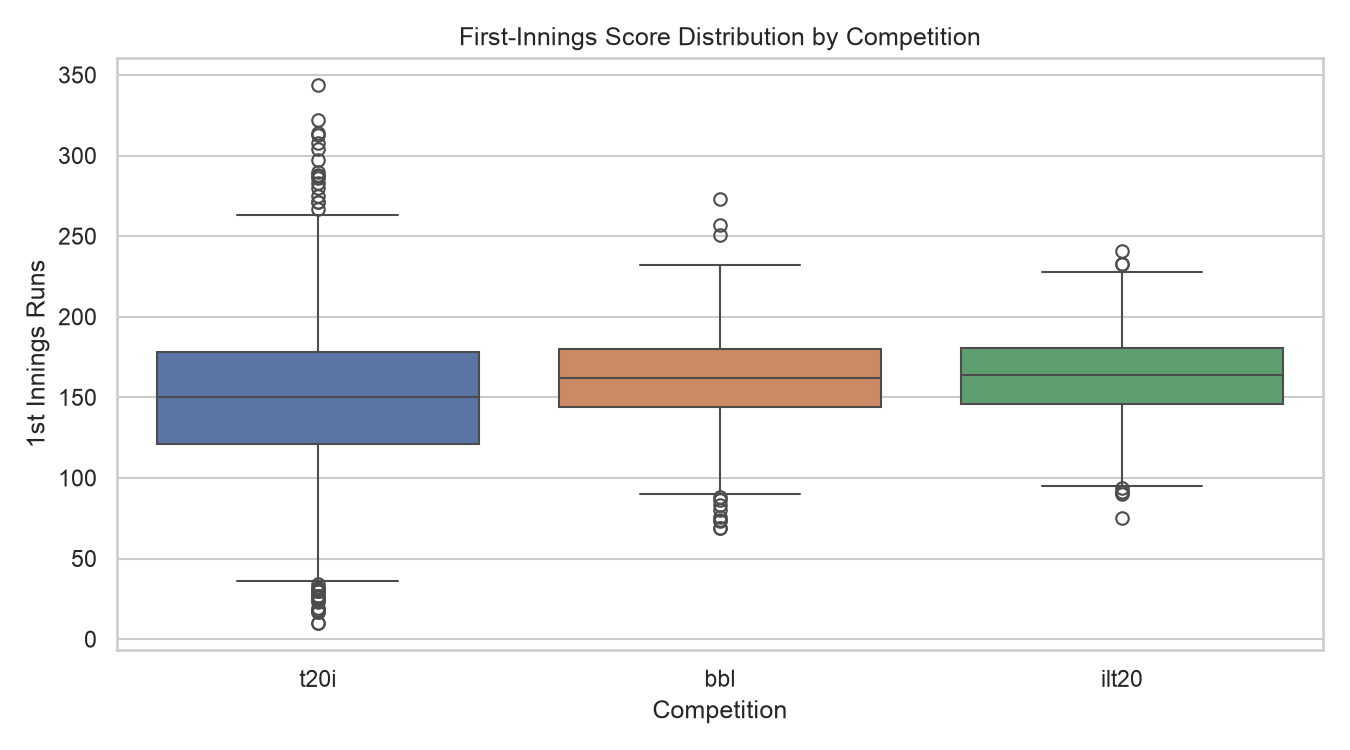 First-Innings Score Distribution by Competition
350
300
250
200
150
100
50
0
1st Innings Runs
t20i
bbl
ilt20
Competition